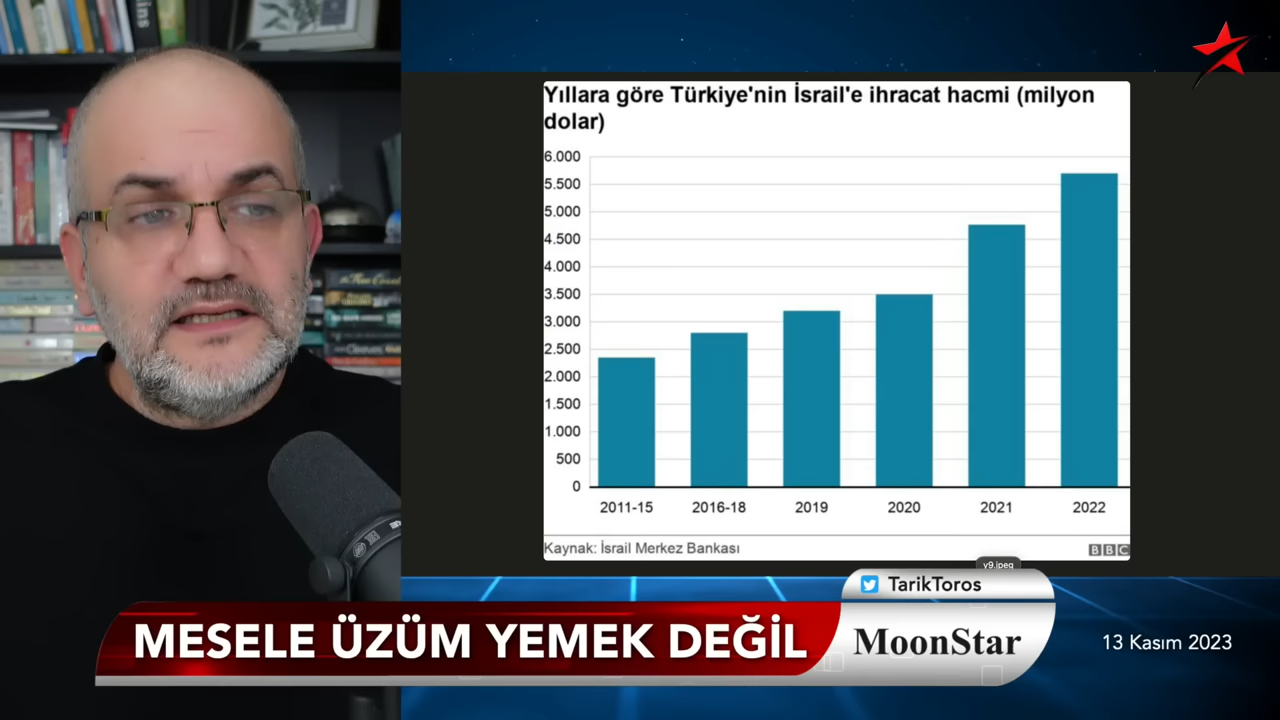 Yıllara göre Türkiye'nin İsrail'e ihracat hacmi (milyon
dolar)
6.000
5.500
5.000
4.500
4.000
3.500
3.000
2.500
2.000
1.500
1.000
500
0
2011-15 2016-18 2019 2020 2021 2022
Kaynak: İsrail Merkez Bankası BBC
y9.jpeg
TarikToros
MESELE ÜZÜM YEMEK DEĞİL
MoonStar
13 Kasım 2023